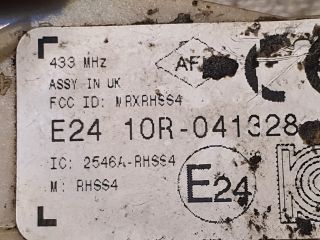 433 MHz
ASSY IN UK
FCC ID: MRXRHSS4
E24 10R-041328
IC: 2546A-RHSS4
M: RHSS4
E24